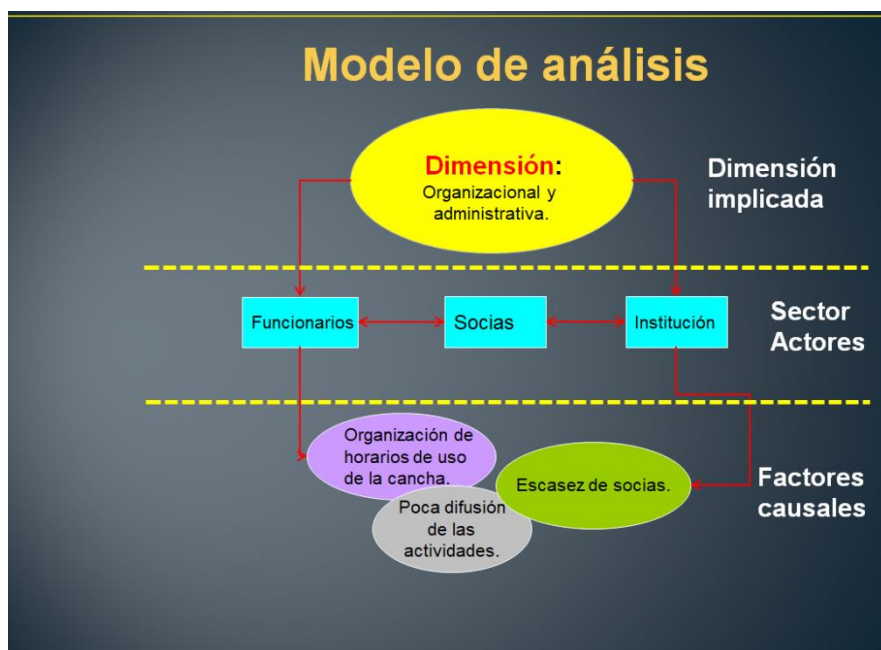 Modelo de análisis
Dimensión:
Organizacional y
administrativa.
Dimensión
implicada
Funcionarios
Socias
Institución
Sector
Actores
Organización de
horarios de uso
de la cancha.
Poca difusión
de las
actividades.
Escasez de socias.
Factores
causales